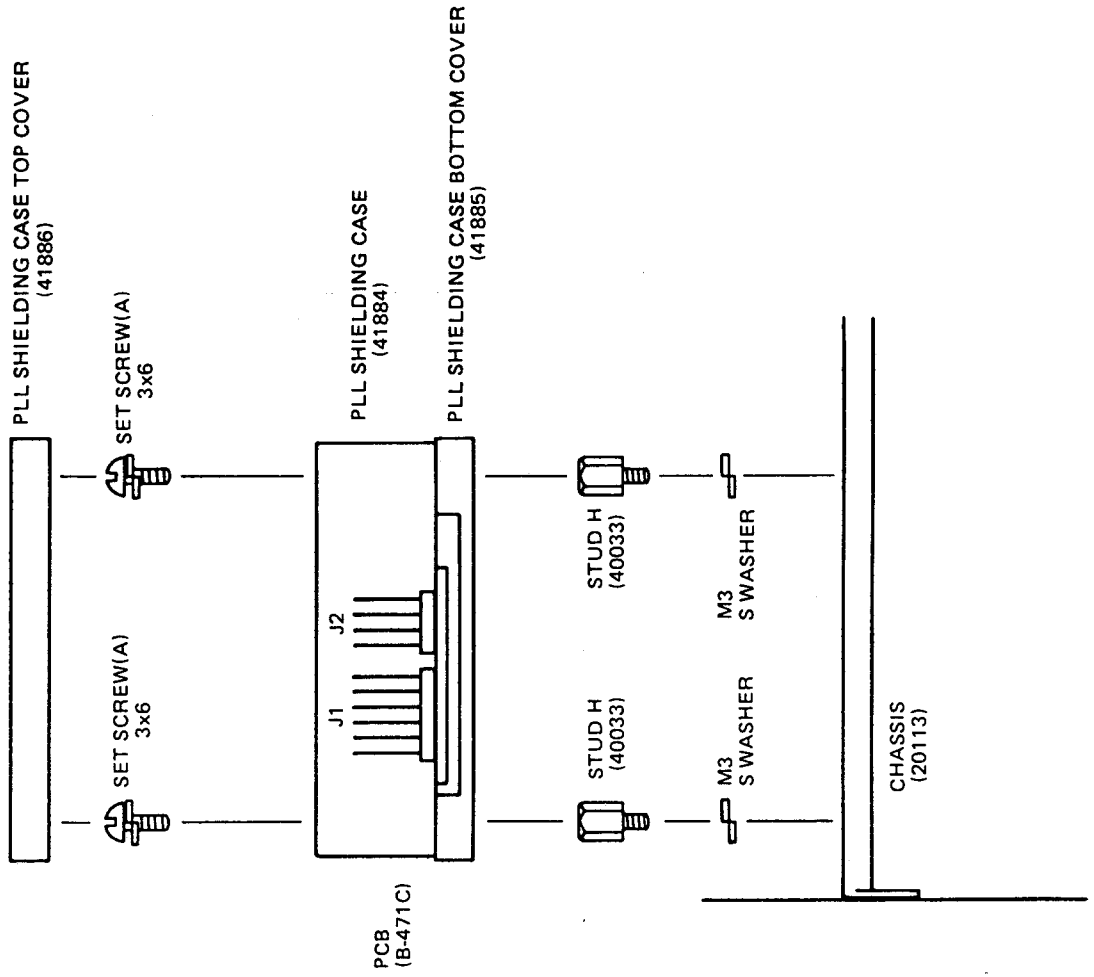 PLL SHIELDING CASE TOP COVER
(41886)
SET SCREW(A)
3x6
SET SCREW(A)
3x6
PLL SHIELDING CASE
(41884)
PLL SHIELDING CASE BOTTOM COVER
(41885)
J1
J2
PCB
(B-471C)
STUD H
(40033)
STUD H
(40033)
M3
S WASHER
M3
S WASHER
CHASSIS
(20113)